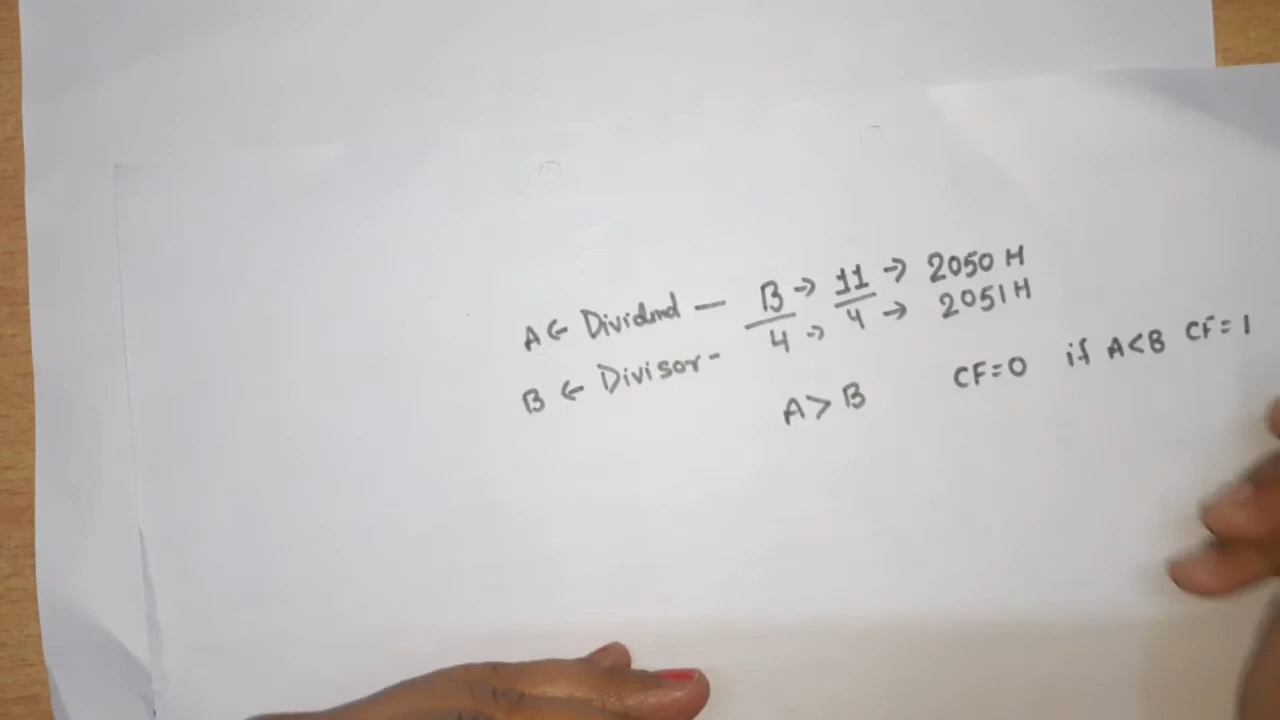 A ← Dividend — B → 11 → 2050 H
B ← Divisor - 4 → 4 → 2051 H
A > B CF = 0 if A < B CF = 1